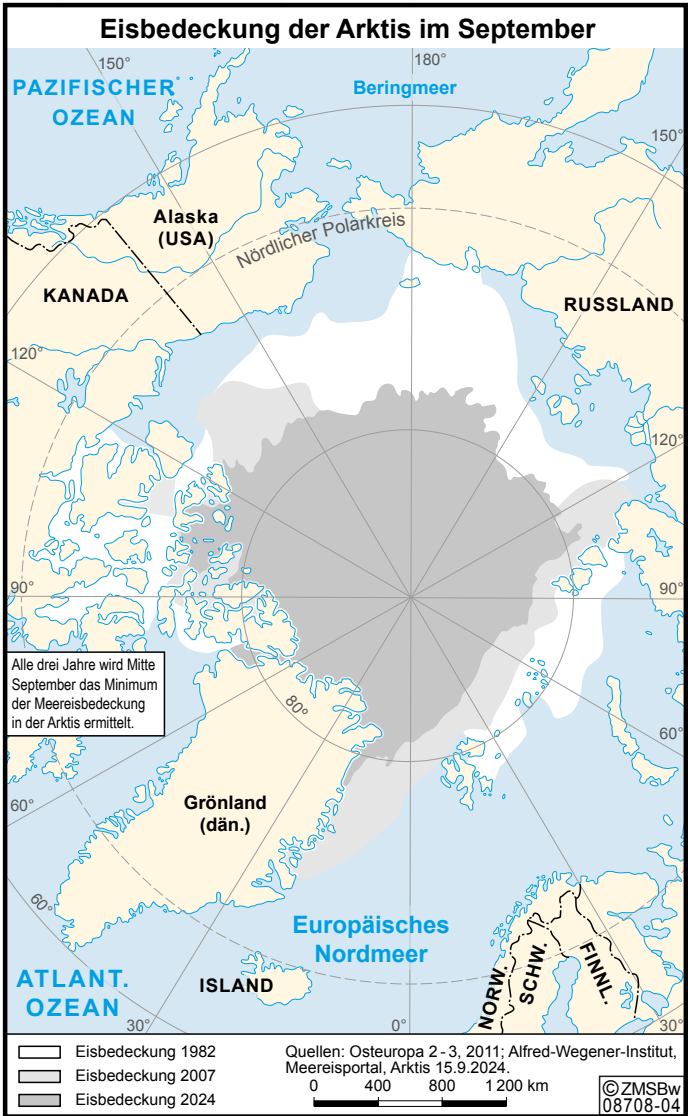 Eisbedeckung der Arktis im September
150°
180°
PAZIFISCHER
OZEAN
Beringmeer
150°
Alaska
(USA)
Nördlicher Polarkreis
KANADA
RUSSLAND
120°
120°
90°
90°
Alle drei Jahre wird Mitte
September das Minimum
der Meereisbedeckung
in der Arktis ermittelt.
80°
60°
60°
Grönland
(dän.)
60°
Europäisches
Nordmeer
ATLANT.
OZEAN
ISLAND
NORW.
SCHW.
FINNL.
30°
0°
30°
Eisbedeckung 1982
Eisbedeckung 2007
Eisbedeckung 2024
Quellen: Osteuropa 2-3, 2011; Alfred-Wegener-Institut,
Meereisportal, Arktis 15.9.2024.
0 400 800 1200 km
©ZMSBw
08708-04